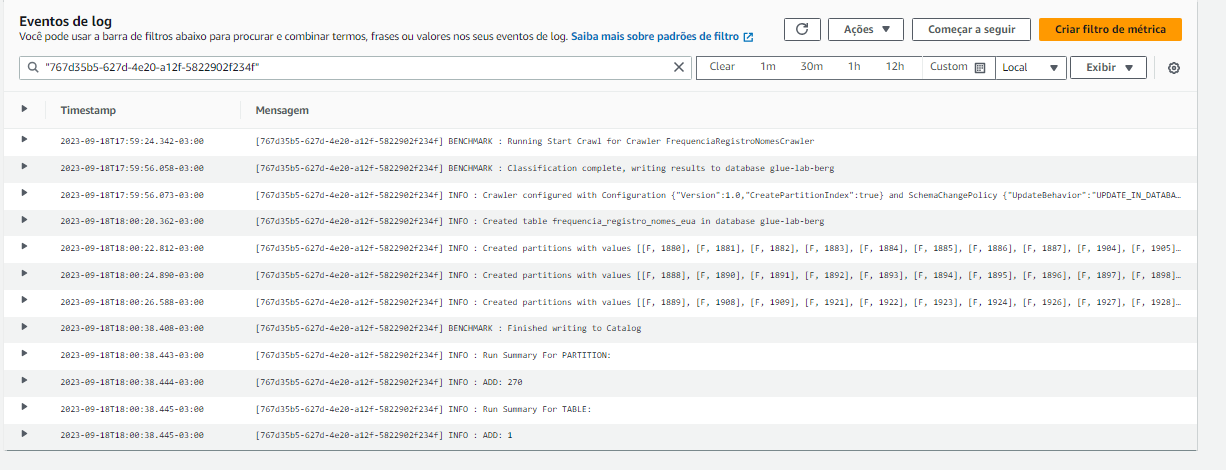 Eventos de log
Você pode usar a barra de filtros abaixo para procurar e combinar termos, frases ou valores nos seus eventos de log. Saiba mais sobre padrões de filtro
Ações
Começar a seguir
Criar filtro de métrica
"767d35b5-627d-4e20-a12f-5822902f234f"
Clear 1m 30m 1h 12h Custom Local Exibir
Timestamp Mensagem
2023-09-18T17:59:24.342-03:00 [767d35b5-627d-4e20-a12f-5822902f234f] BENCHMARK : Running Start Crawl for Crawler FrequenciaRegistroNomesCrawler
2023-09-18T17:59:56.058-03:00 [767d35b5-627d-4e20-a12f-5822902f234f] BENCHMARK : Classification complete, writing results to database glue-lab-berg
2023-09-18T17:59:56.073-03:00 [767d35b5-627d-4e20-a12f-5822902f234f] INFO : Crawler configured with Configuration {"Version":1.0,"CreatePartitionIndex":true} and SchemaChangePolicy {"UpdateBehavior":"UPDATE_IN_DATABA…
2023-09-18T18:00:20.362-03:00 [767d35b5-627d-4e20-a12f-5822902f234f] INFO : Created table frequencia_registro_nomes_eua in database glue-lab-berg
2023-09-18T18:00:22.812-03:00 [767d35b5-627d-4e20-a12f-5822902f234f] INFO : Created partitions with values [[F, 1880], [F, 1881], [F, 1882], [F, 1883], [F, 1884], [F, 1885], [F, 1886], [F, 1887], [F, 1904], [F, 1905]…
2023-09-18T18:00:24.890-03:00 [767d35b5-627d-4e20-a12f-5822902f234f] INFO : Created partitions with values [[F, 1888], [F, 1890], [F, 1891], [F, 1892], [F, 1893], [F, 1894], [F, 1895], [F, 1896], [F, 1897], [F, 1898]…
2023-09-18T18:00:26.588-03:00 [767d35b5-627d-4e20-a12f-5822902f234f] INFO : Created partitions with values [[F, 1889], [F, 1908], [F, 1909], [F, 1921], [F, 1922], [F, 1923], [F, 1924], [F, 1926], [F, 1927], [F, 1928]…
2023-09-18T18:00:38.408-03:00 [767d35b5-627d-4e20-a12f-5822902f234f] BENCHMARK : Finished writing to Catalog
2023-09-18T18:00:38.443-03:00 [767d35b5-627d-4e20-a12f-5822902f234f] INFO : Run Summary For PARTITION:
2023-09-18T18:00:38.444-03:00 [767d35b5-627d-4e20-a12f-5822902f234f] INFO : ADD: 270
2023-09-18T18:00:38.445-03:00 [767d35b5-627d-4e20-a12f-5822902f234f] INFO : Run Summary For TABLE:
2023-09-18T18:00:38.445-03:00 [767d35b5-627d-4e20-a12f-5822902f234f] INFO : ADD: 1